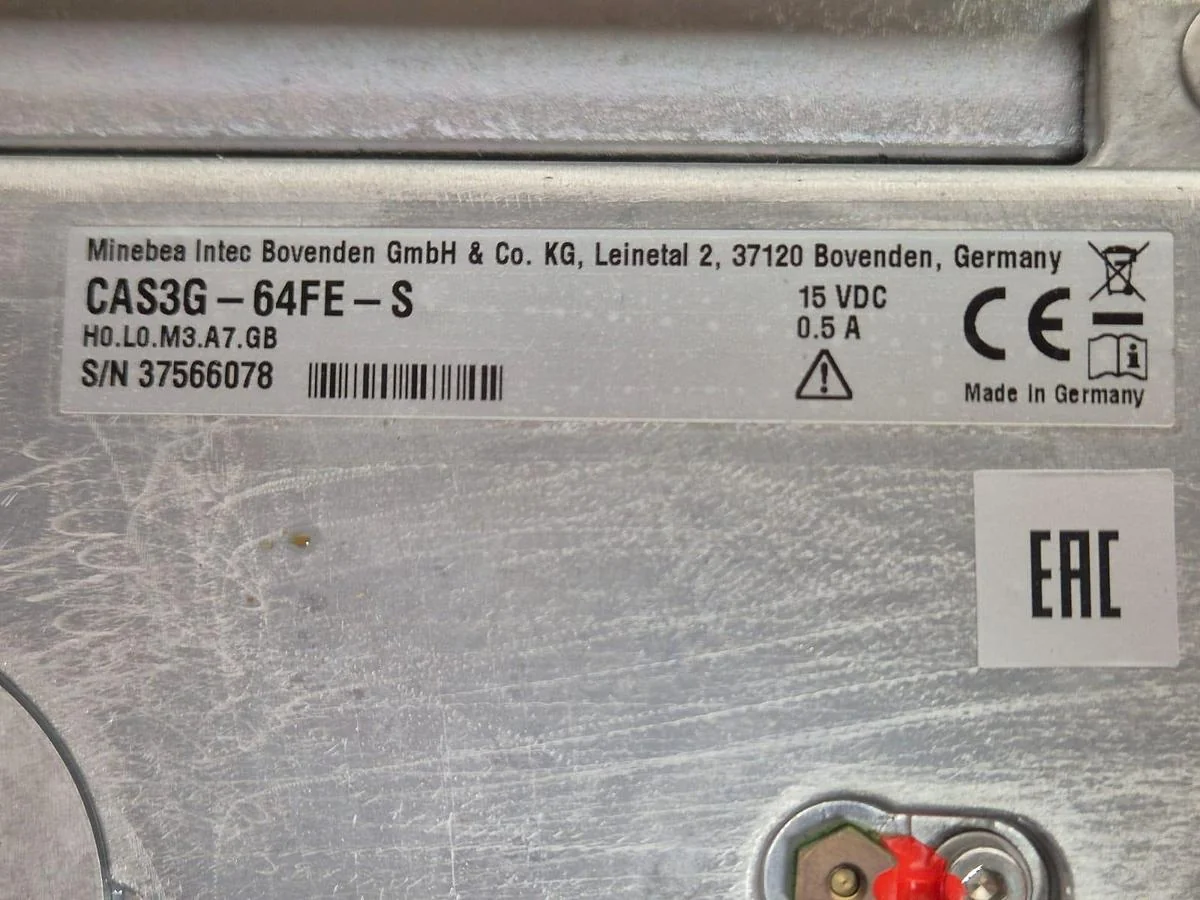 Minebea Intec Bovenden GmbH & Co. KG, Leinetal 2, 37120 Bovenden, Germany
CAS3G – 64FE – S
H0.L0.M3.A7.GB
S/N 37566078
15 VDC
0.5 A
CE
Made in Germany
EAC